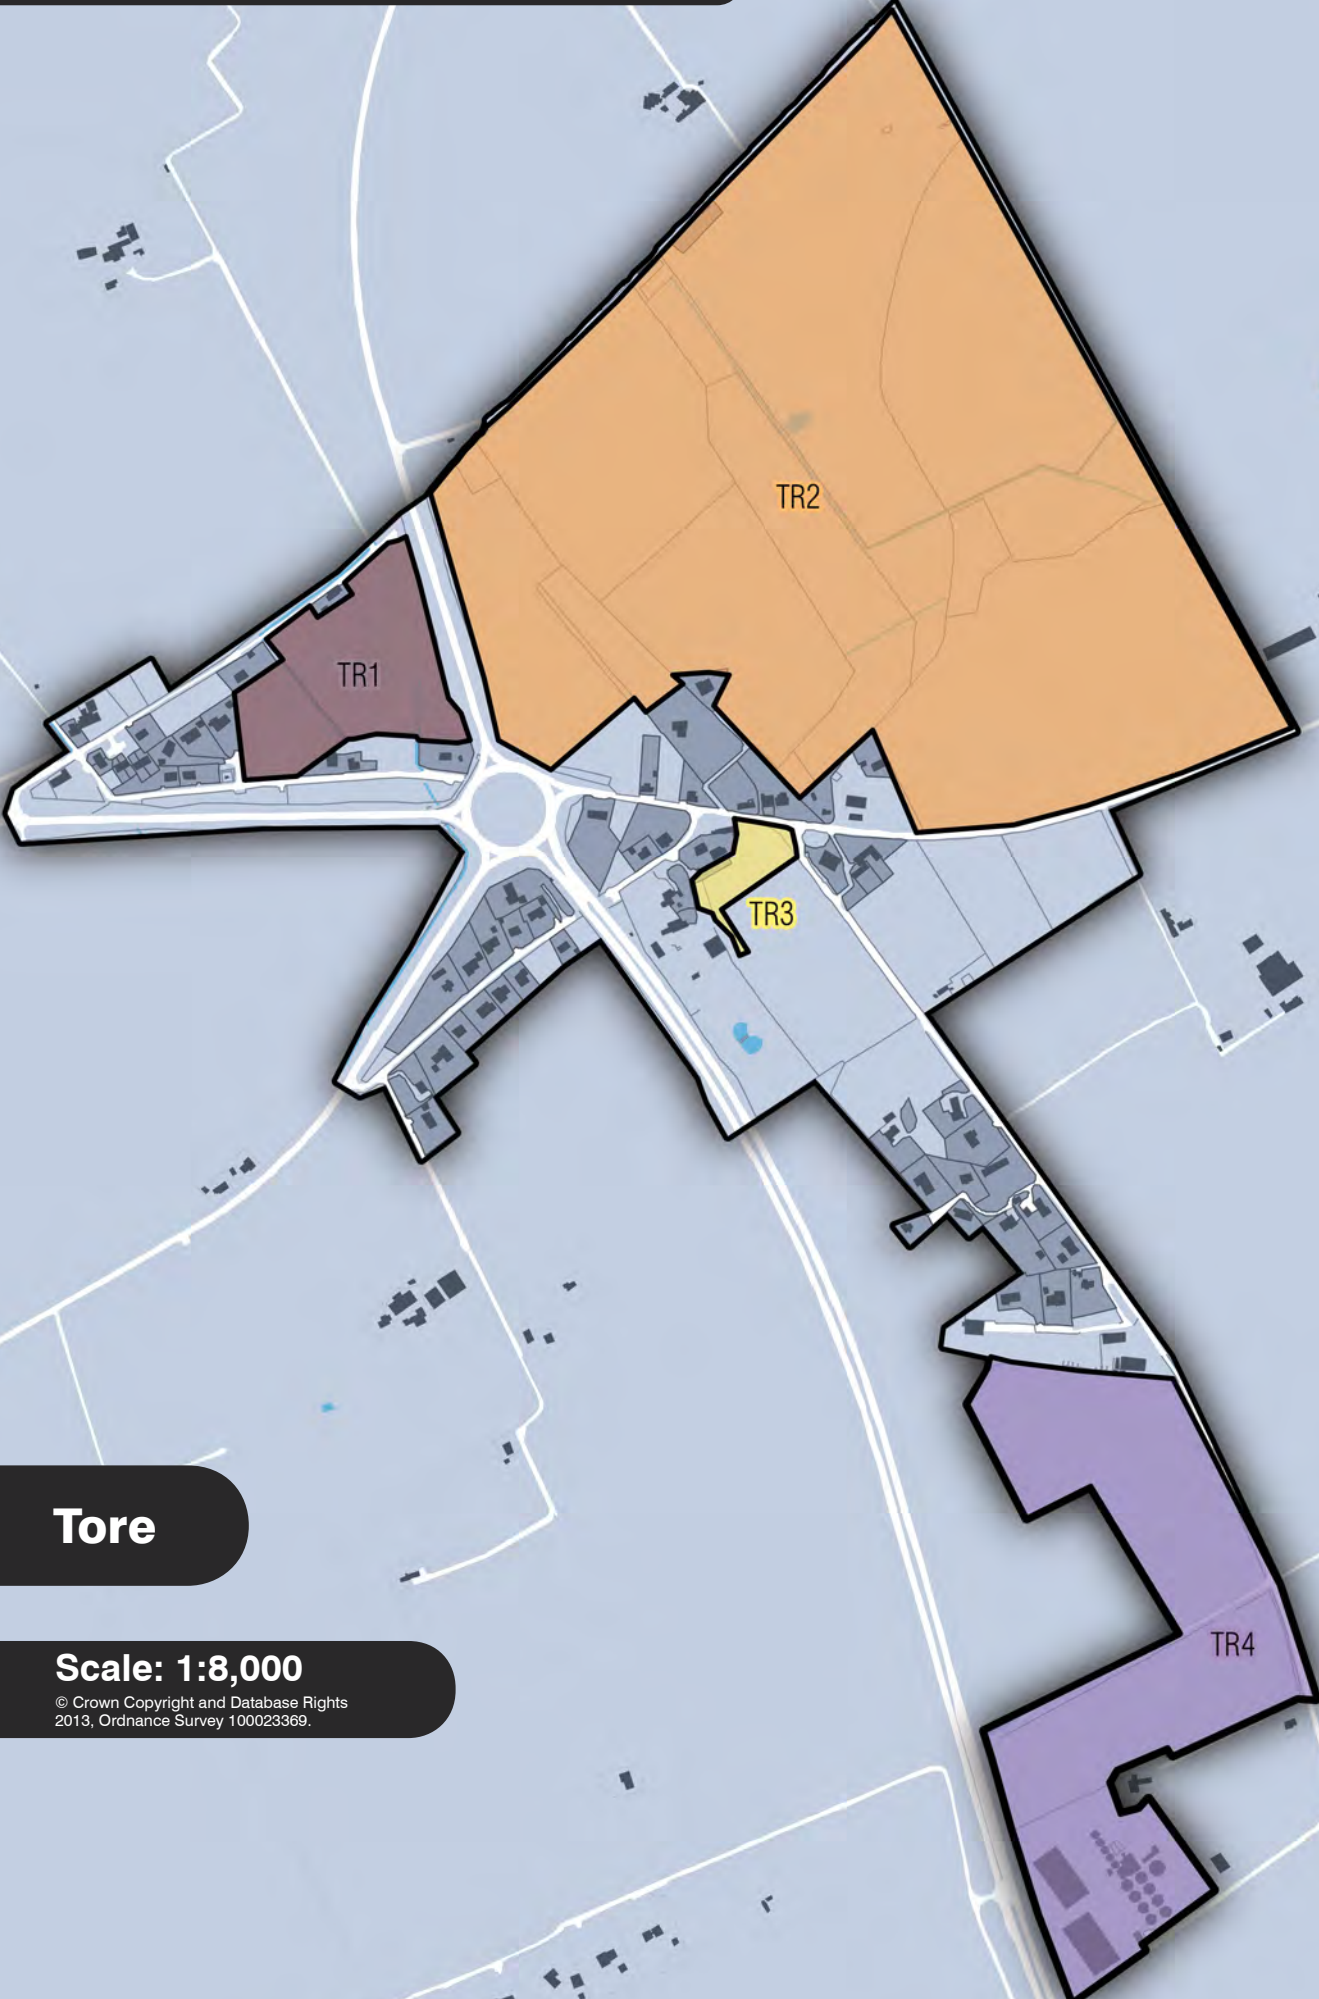 TR2
TR1
TR3
Tore
TR4
Scale: 1:8,000
© Crown Copyright and Database Rights
2013, Ordnance Survey 100023369.